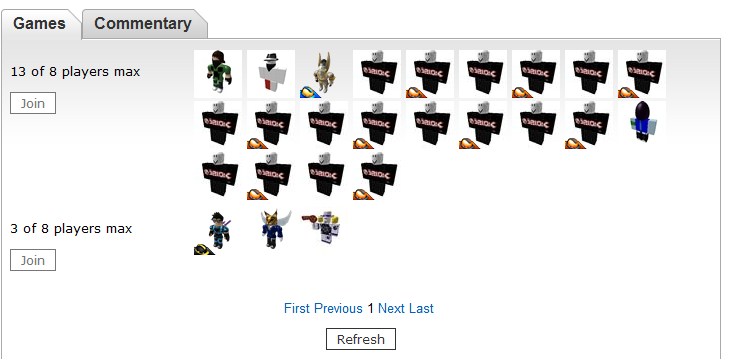 Games Commentary
13 of 8 players max
Join
3 of 8 players max
Join
First Previous 1 Next Last
Refresh